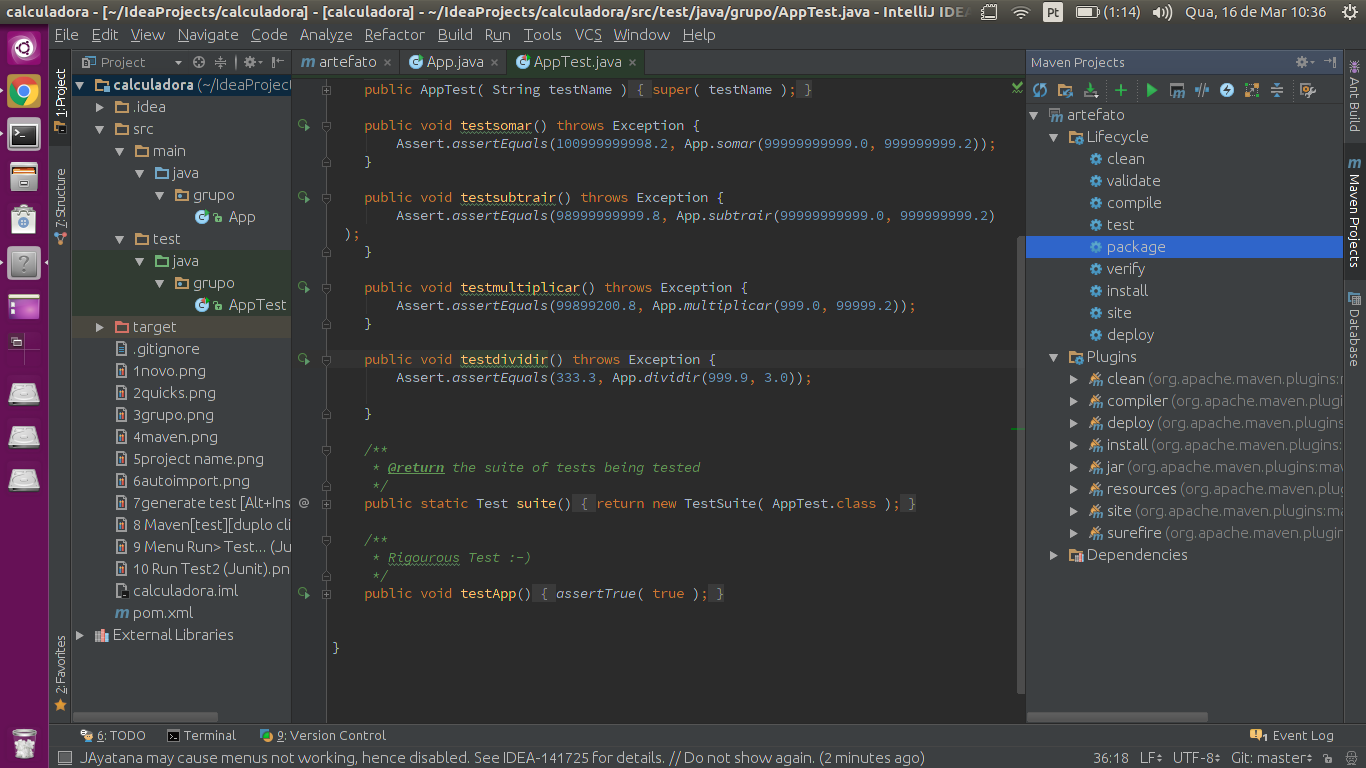 calculadora - [~/IdeaProjects/calculadora] - [calculadora] - ~/IdeaProjects/calculadora/src/test/java/grupo/AppTest.java - IntelliJ IDEA
Pt (1:14) Qua, 16 de Mar 10:36
File Edit View Navigate Code Analyze Refactor Build Run Tools VCS Window Help
1: Project
7: Structure
2: Favorites
Project
calculadora (~/IdeaProject
.idea
src
main
java
grupo
App
test
java
grupo
AppTest
target
.gitignore
1novo.png
2quicks.png
3grupo.png
4maven.png
5project name.png
6autoimport.png
7generate test [Alt+Ins
8 Maven[test][duplo cli
9 Menu Run> Test... (Ju
10 Run Test2 (Junit).pn
calculadora.iml
pom.xml
External Libraries
artefato × App.java × AppTest.java ×
public AppTest( String testName ) { super( testName ); }
public void testsomar() throws Exception {
Assert.assertEquals(100999999998.2, App.somar(99999999999.0, 999999999.2));
}
public void testsubtrair() throws Exception {
Assert.assertEquals(98999999999.8, App.subtrair(99999999999.0, 999999999.2)
);
}
public void testmultiplicar() throws Exception {
Assert.assertEquals(99899200.8, App.multiplicar(999.0, 99999.2));
}
public void testdividir() throws Exception {
Assert.assertEquals(333.3, App.dividir(999.9, 3.0));
}
/**
* @return the suite of tests being tested
*/
@ public static Test suite() { return new TestSuite( AppTest.class ); }
/**
* Rigourous Test :-)
*/
public void testApp() { assertTrue( true ); }
}
Maven Projects
artefato
Lifecycle
clean
validate
compile
test
package
verify
install
site
deploy
Plugins
clean (org.apache.maven.plugins:m
compiler (org.apache.maven.plugins
deploy (org.apache.maven.plugins:
install (org.apache.maven.plugins:
jar (org.apache.maven.plugins:mav
resources (org.apache.maven.plug
site (org.apache.maven.plugins:ma
surefire (org.apache.maven.plugin
Dependencies
Ant Build
Maven Projects
Database
6: TODO Terminal 9: Version Control 1 Event Log
JAyatana may cause menus not working, hence disabled. See IDEA-141725 for details. // Do not show again. (2 minutes ago) 36:18 LF UTF-8 Git: master